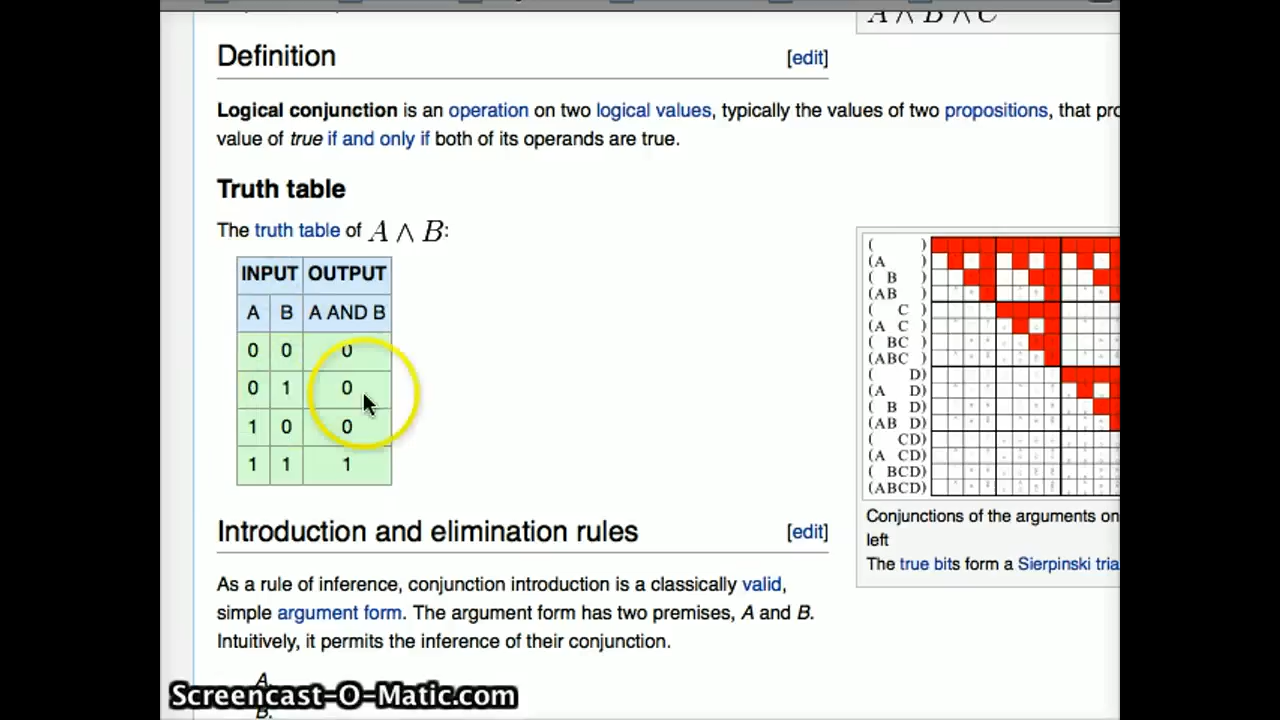 A ∧ B ∧ C
Definition
[edit]
Logical conjunction is an operation on two logical values, typically the values of two propositions, that pro
value of true if and only if both of its operands are true.
Truth table
The truth table of A ∧ B:
INPUT OUTPUT
A B A AND B
0 0 0
0 1 0
1 0 0
1 1 1
( )
(A )
( B )
(AB )
( C )
(A C )
( BC )
(ABC )
( D)
(A D)
( B D)
(AB D)
( CD)
(A CD)
( BCD)
(ABCD)
Conjunctions of the arguments on
left
The true bits form a Sierpinski tria
Introduction and elimination rules
[edit]
As a rule of inference, conjunction introduction is a classically valid,
simple argument form. The argument form has two premises, A and B.
Intuitively, it permits the inference of their conjunction.
A.
B.
Screencast-O-Matic.com